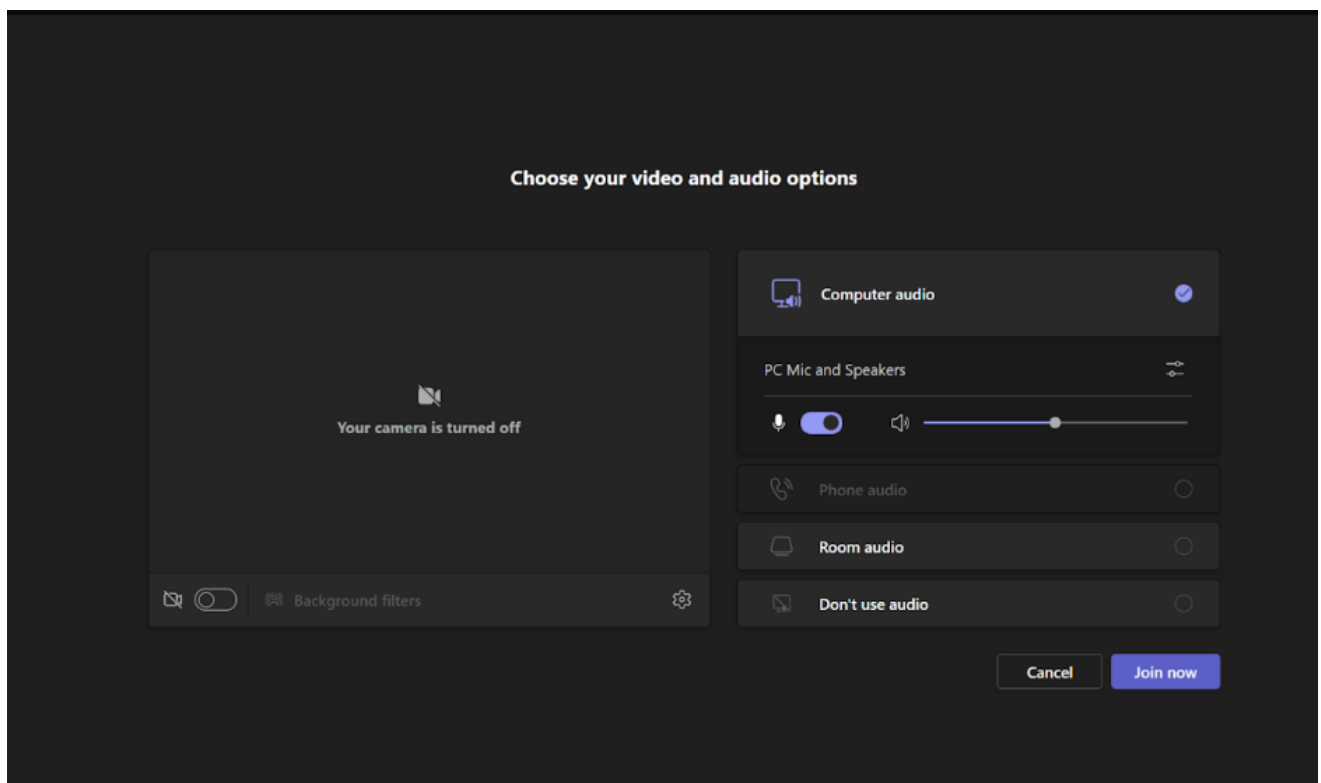 Choose your video and audio options
Your camera is turned off
Background filters
Computer audio
PC Mic and Speakers
Phone audio
Room audio
Don't use audio
Cancel
Join now